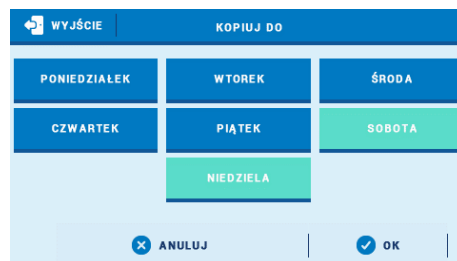 WYJŚCIE KOPIUJ DO
PONIEDZIAŁEK WTOREK ŚRODA
CZWARTEK PIĄTEK SOBOTA
NIEDZIELA
ANULUJ OK